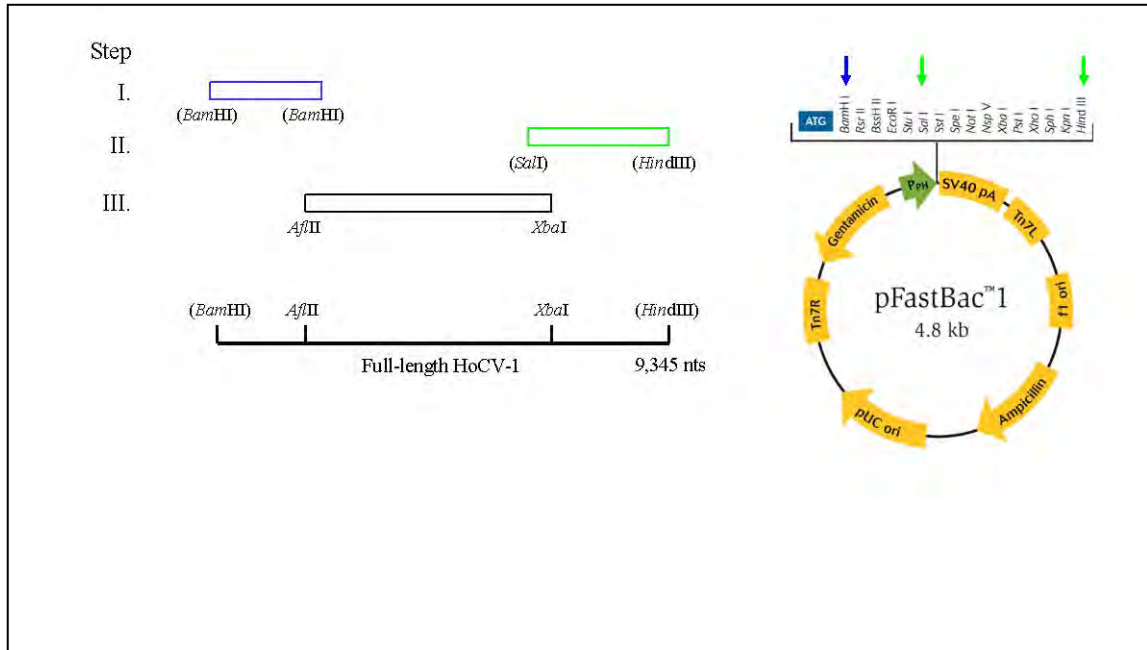 Step
I.
(BamHI) (BamHI)
II.
(SalI) (HindIII)
III.
AflII XbaI
(BamHI) AflII XbaI (HindIII)
Full-length HoCV-1 9,345 nts
ATG
BamH I
Rsr II
BssH II
EcoR I
Stu I
Sal I
Sst I
Spe I
Not I
Nsp V
Xba I
Pst I
Xho I
Sph I
Kpn I
Hind III
PPH
SV40 pA
Tn7L
f1 ori
Ampicillin
pUC ori
Tn7R
Gentamicin
pFastBac™1
4.8 kb